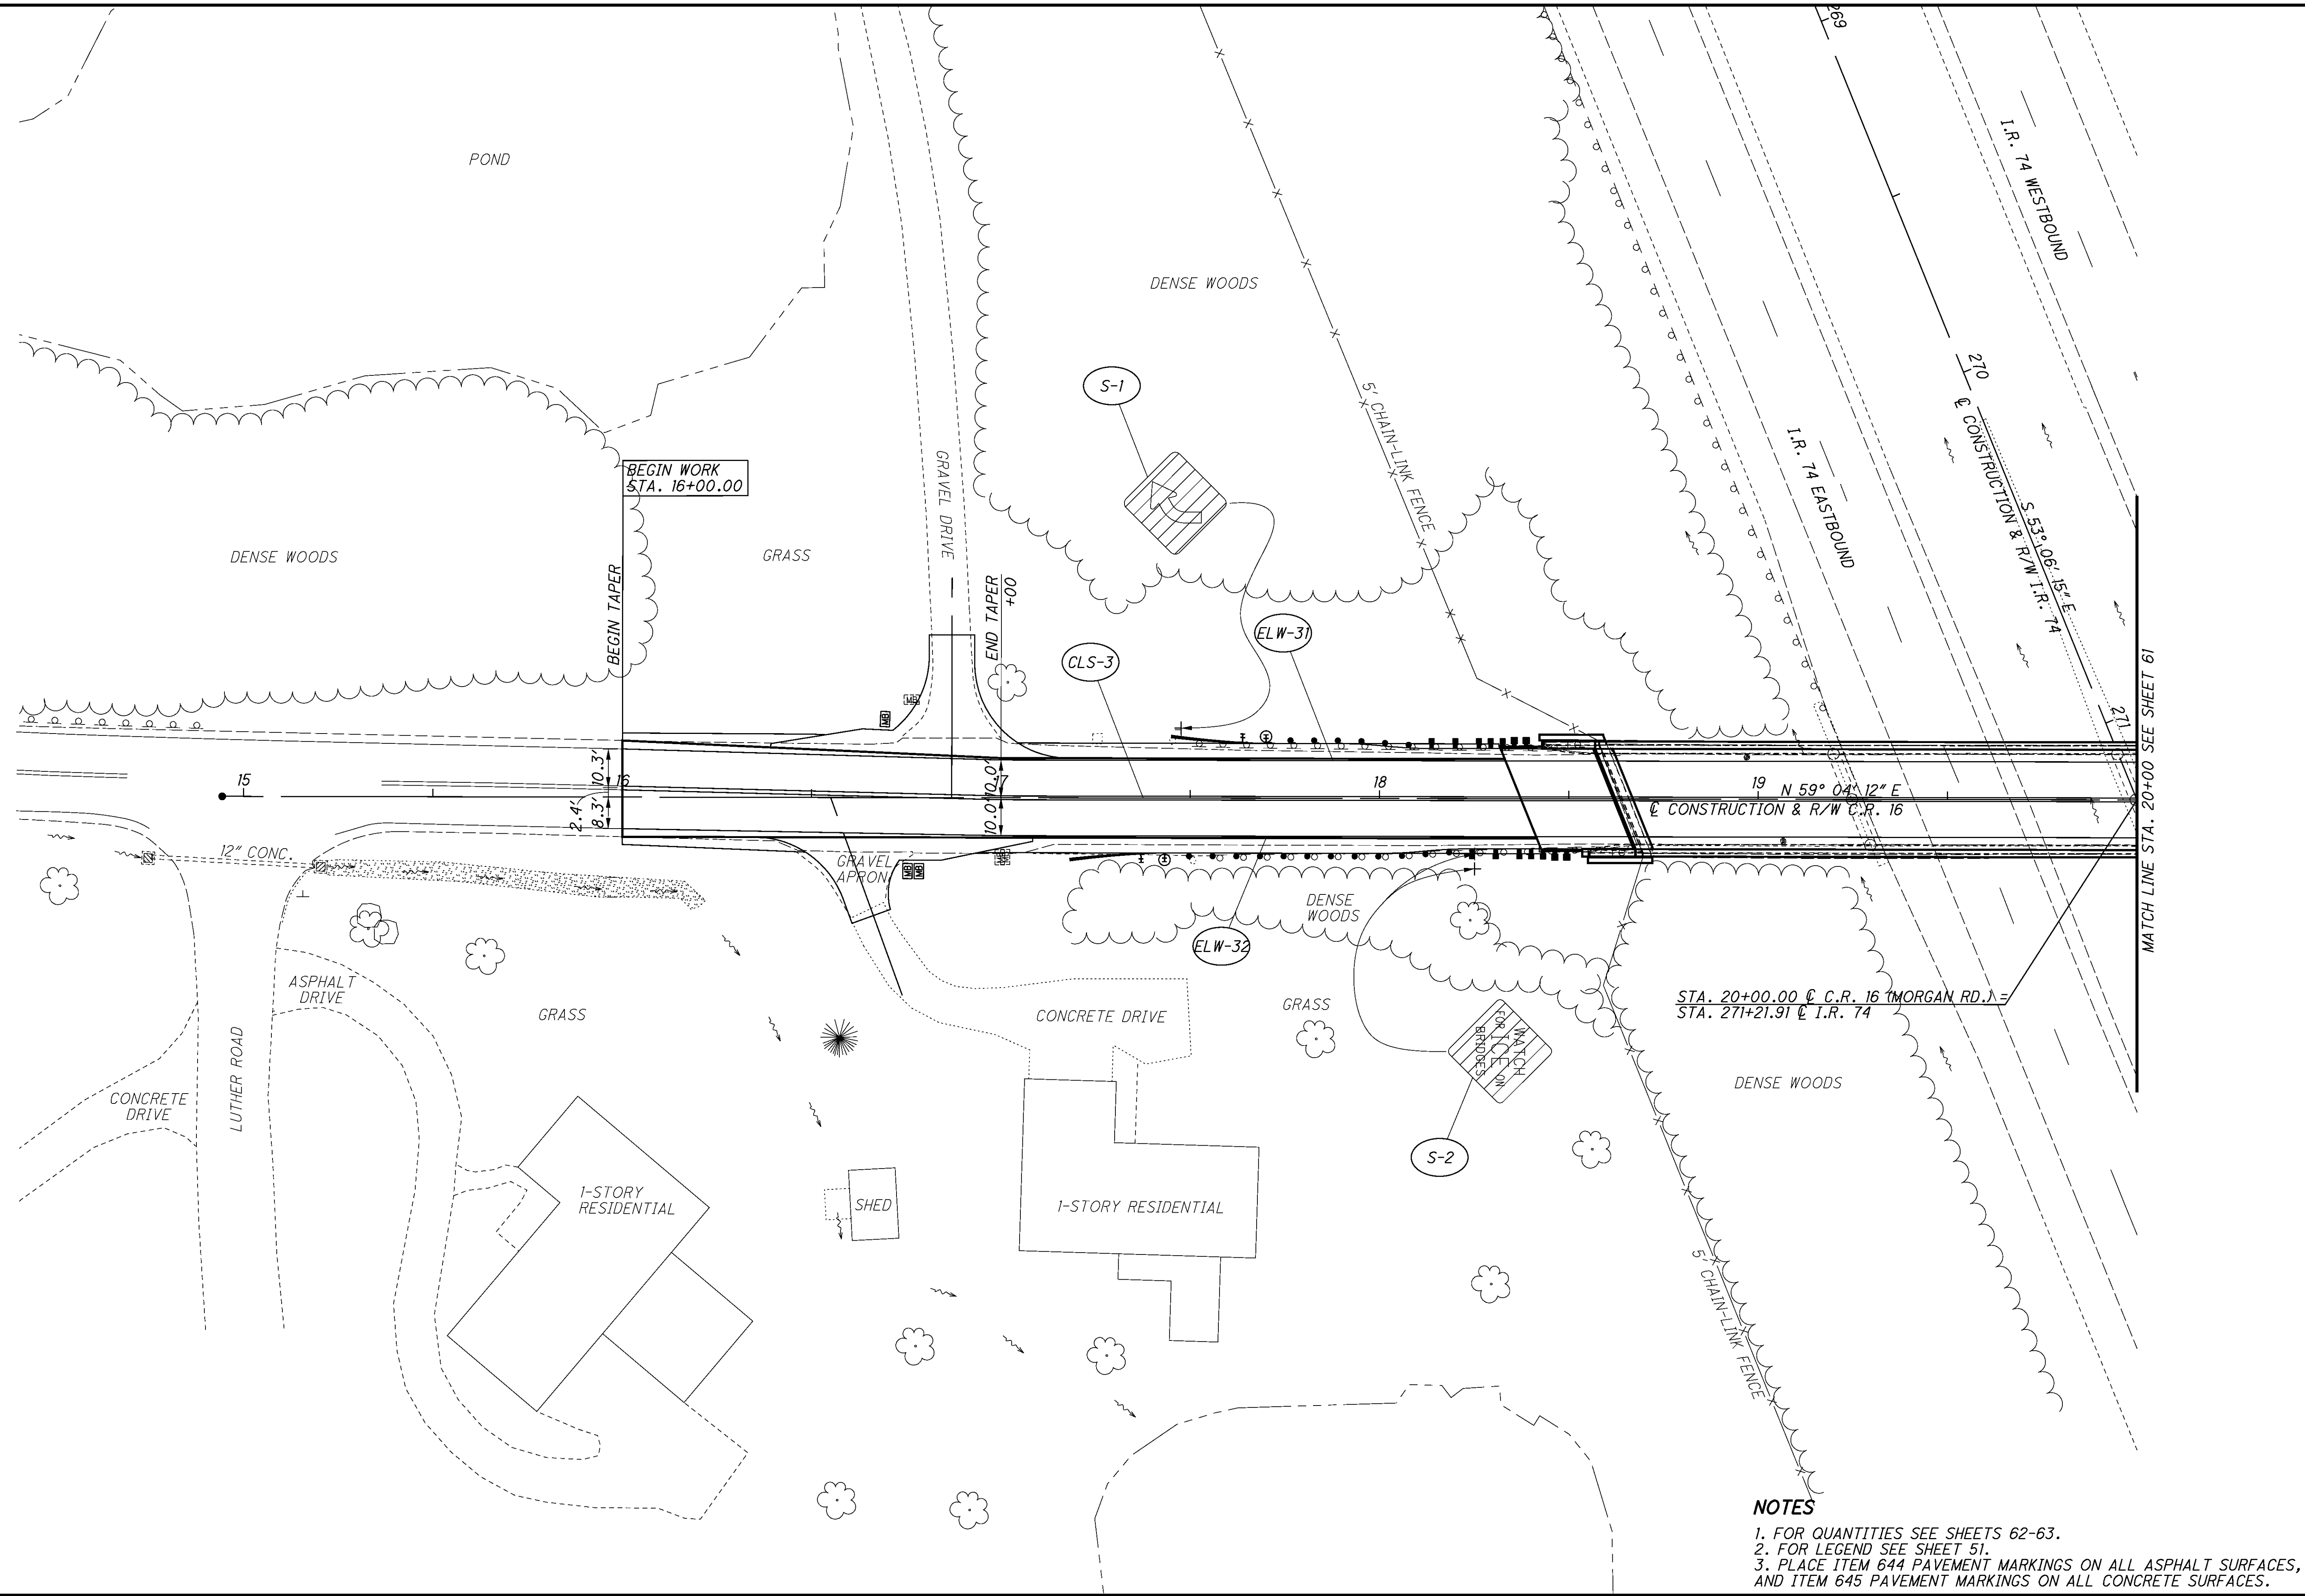 269
I.R. 74 WESTBOUND
POND
DENSE WOODS
S-1
5' CHAIN-LINK FENCE
270
℄ CONSTRUCTION & R/W I.R. 74
S 53° 06' 15" E
I.R. 74 EASTBOUND
BEGIN WORK
STA. 16+00.00
GRAVEL DRIVE
DENSE WOODS
GRASS
BEGIN TAPER
END TAPER
+00
ELW-31
CLS-3
MB
MB
271
MATCH LINE STA. 20+00 SEE SHEET 61
15
16
17
18
19
10.3'
2.4'
8.3'
10.0'
10.0'
N 59° 04' 12" E
℄ CONSTRUCTION & R/W C.R. 16
12" CONC.
GRAVEL
APRON
MB
MB
MB
DENSE
WOODS
ELW-32
ASPHALT
DRIVE
GRASS
CONCRETE DRIVE
GRASS
STA. 20+00.00 ℄ C.R. 16 (MORGAN RD.) =
STA. 271+21.91 ℄ I.R. 74
WATCH
FOR ICE ON
BRIDGES
LUTHER ROAD
CONCRETE
DRIVE
DENSE WOODS
S-2
1-STORY
RESIDENTIAL
SHED
1-STORY RESIDENTIAL
5' CHAIN-LINK FENCE
NOTES
1. FOR QUANTITIES SEE SHEETS 62-63.
2. FOR LEGEND SEE SHEET 51.
3. PLACE ITEM 644 PAVEMENT MARKINGS ON ALL ASPHALT SURFACES,
AND ITEM 645 PAVEMENT MARKINGS ON ALL CONCRETE SURFACES.